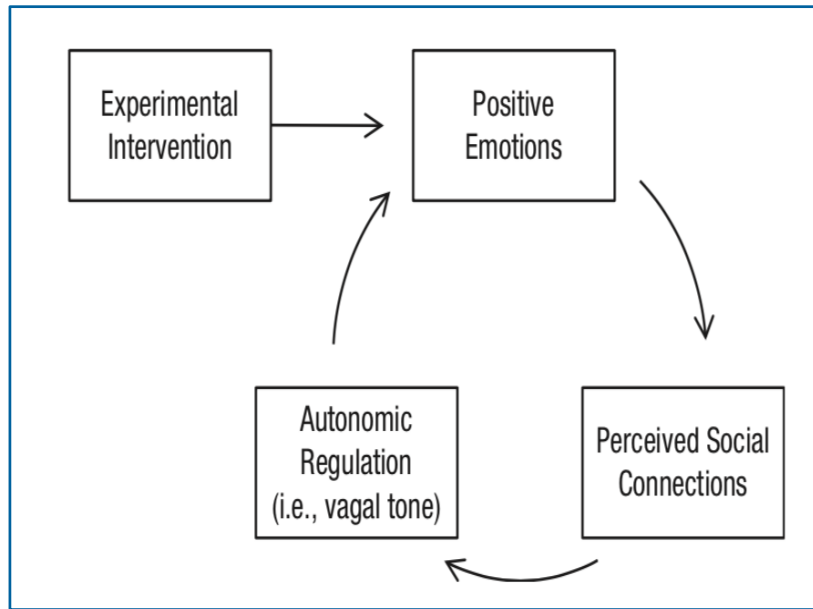 Experimental
Intervention
Positive
Emotions
Autonomic
Regulation
(i.e., vagal tone)
Perceived Social
Connections